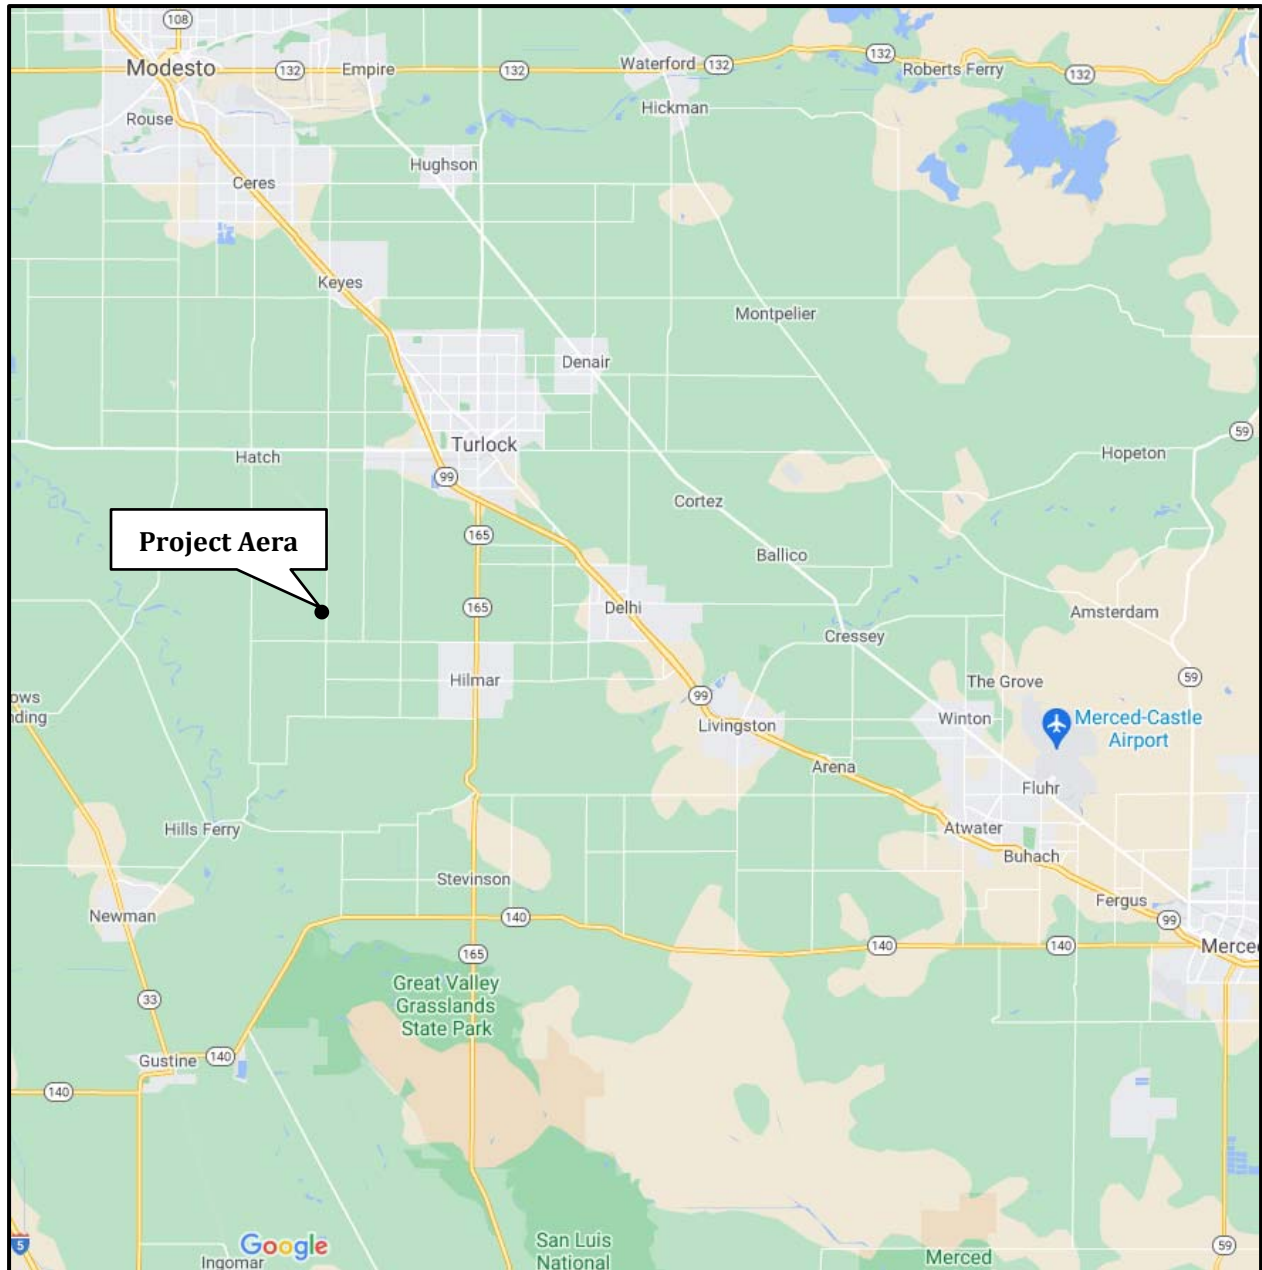 108
Modesto
132
Empire
132
Waterford
132
132
Roberts Ferry
132
Hickman
Rouse
Hughson
Ceres
Keyes
Montpelier
Denair
59
Turlock
Hopeton
Hatch
99
Cortez
Project Aera
165
Ballico
165
Delhi
Amsterdam
Cressey
Hilmar
The Grove
59
99
ows
nding
Livingston
Winton
Merced-Castle
Airport
Arena
Fluhr
Hills Ferry
Atwater
Buhach
Stevinson
Fergus
Newman
140
99
140
140
Merced
165
Great Valley
Grasslands
State Park
33
Gustine
140
140
5
Google
San Luis
National
59
Merced
Ingomar